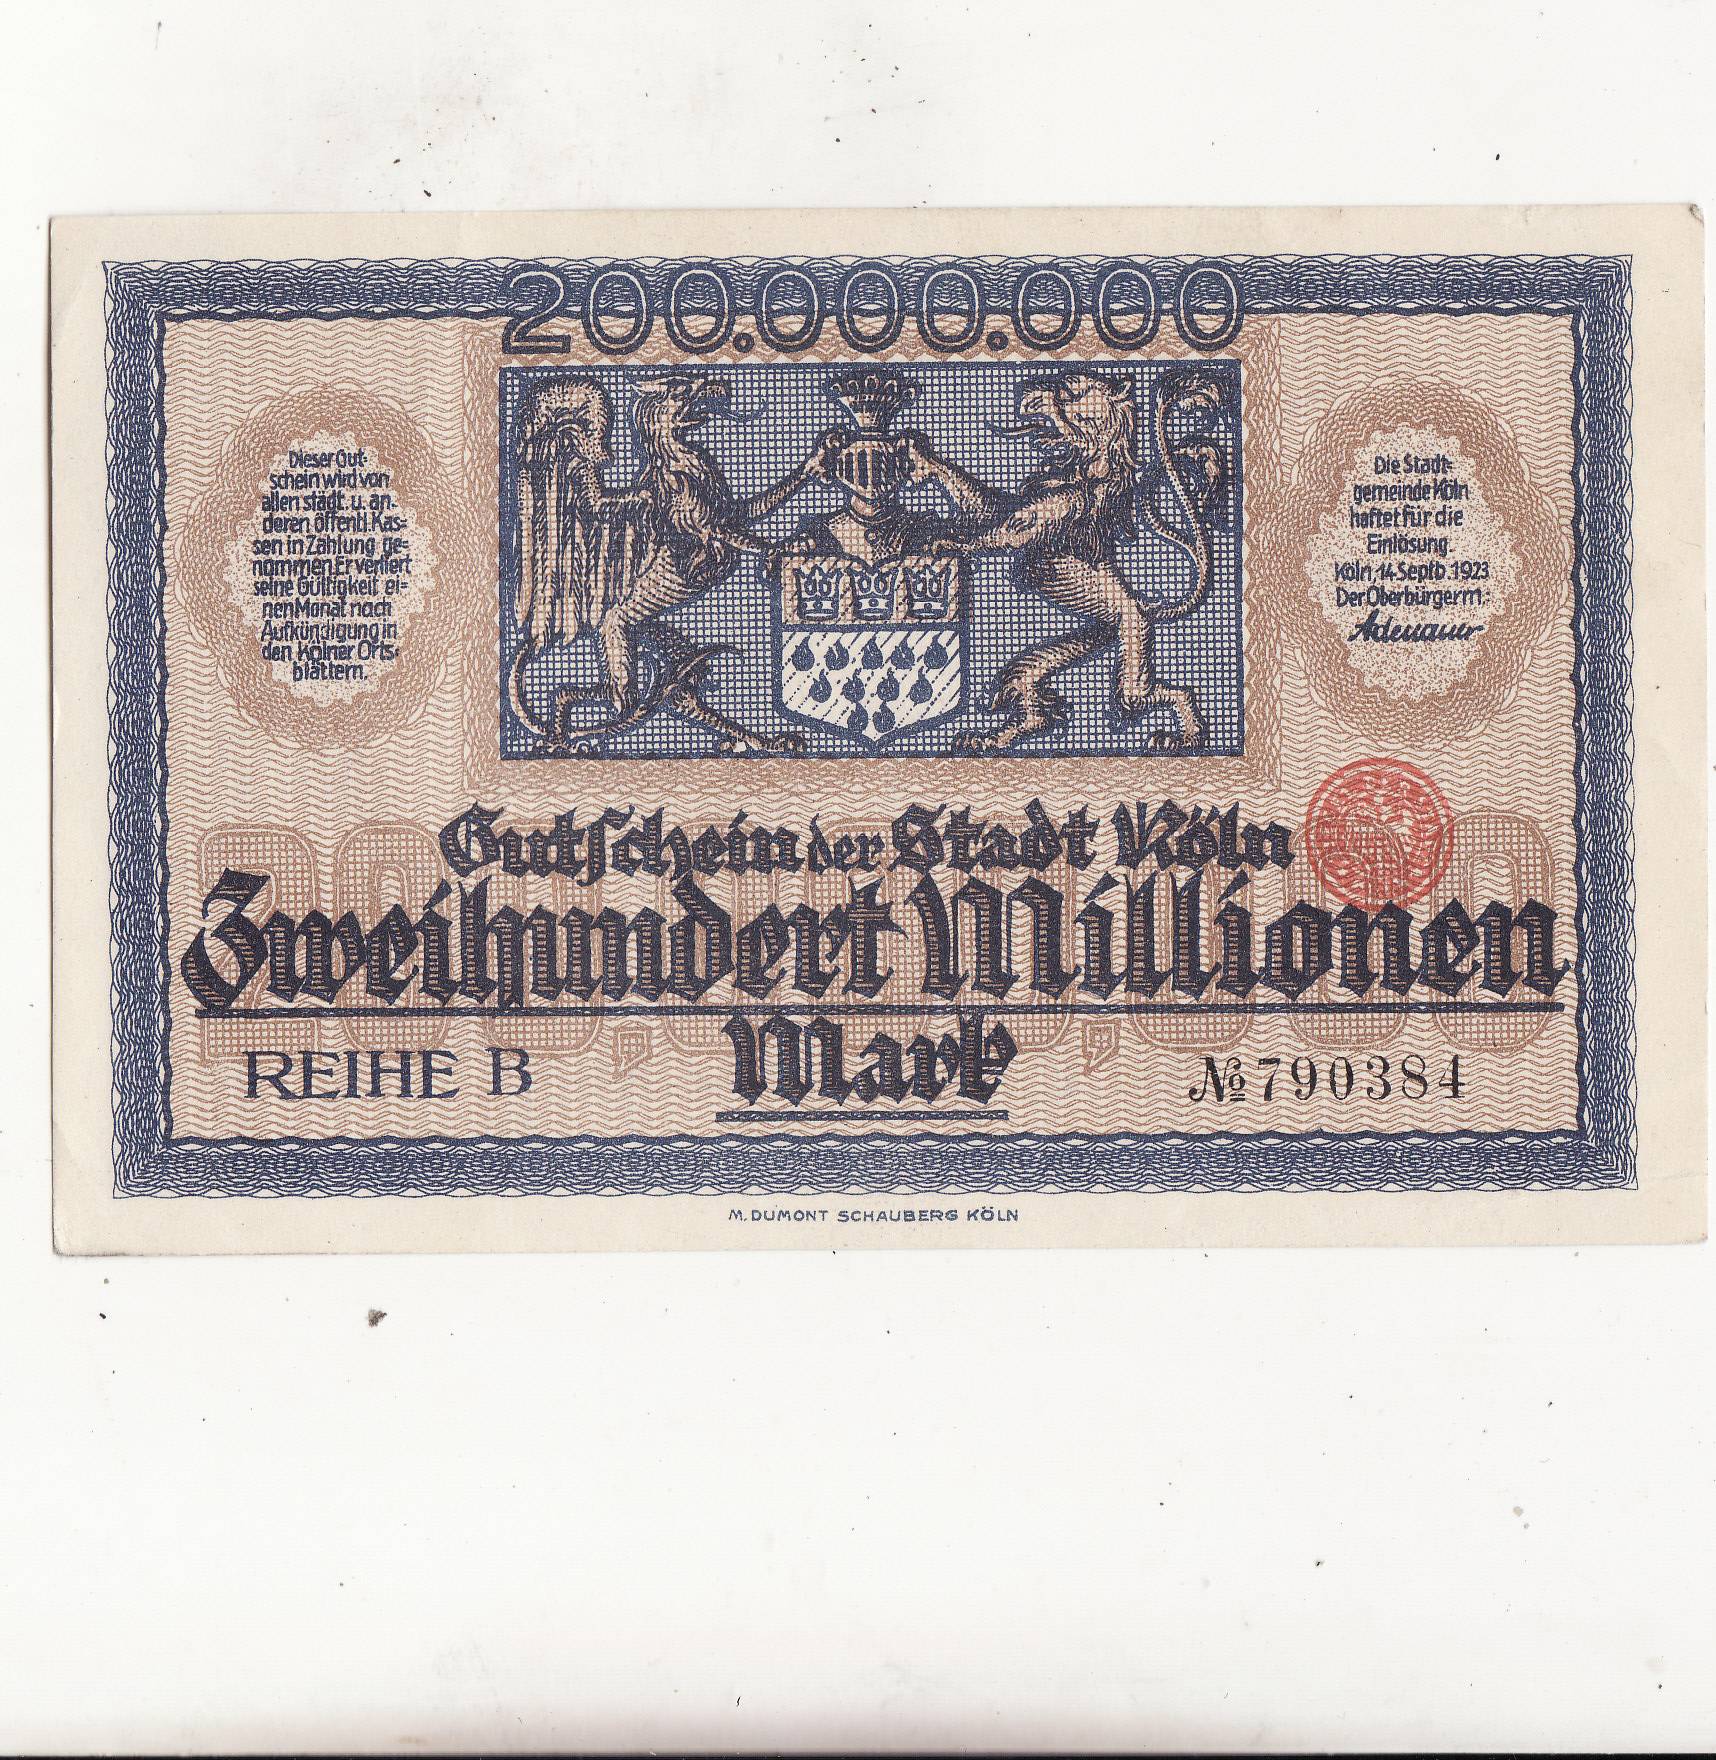 200.000.000
Dieser Gut-
schein wird von
allen städt. u. an-
deren öffentl. Kas-
sen in Zahlung ge-
nommen. Er verliert
seine Gültigkeit ei-
nen Monat nach
Aufkündigung in
den Kölner Orts-
blättern.
Die Stadt-
gemeinde Köln
haftet für die
Einlösung.
Köln, 14. Septb. 1923
Der Oberbürgerm.:
Adenauer
Gutschein der Stadt Köln
Zweihundert Millionen
Mark
REIHE B
№ 790384
M. DUMONT SCHAUBERG KÖLN